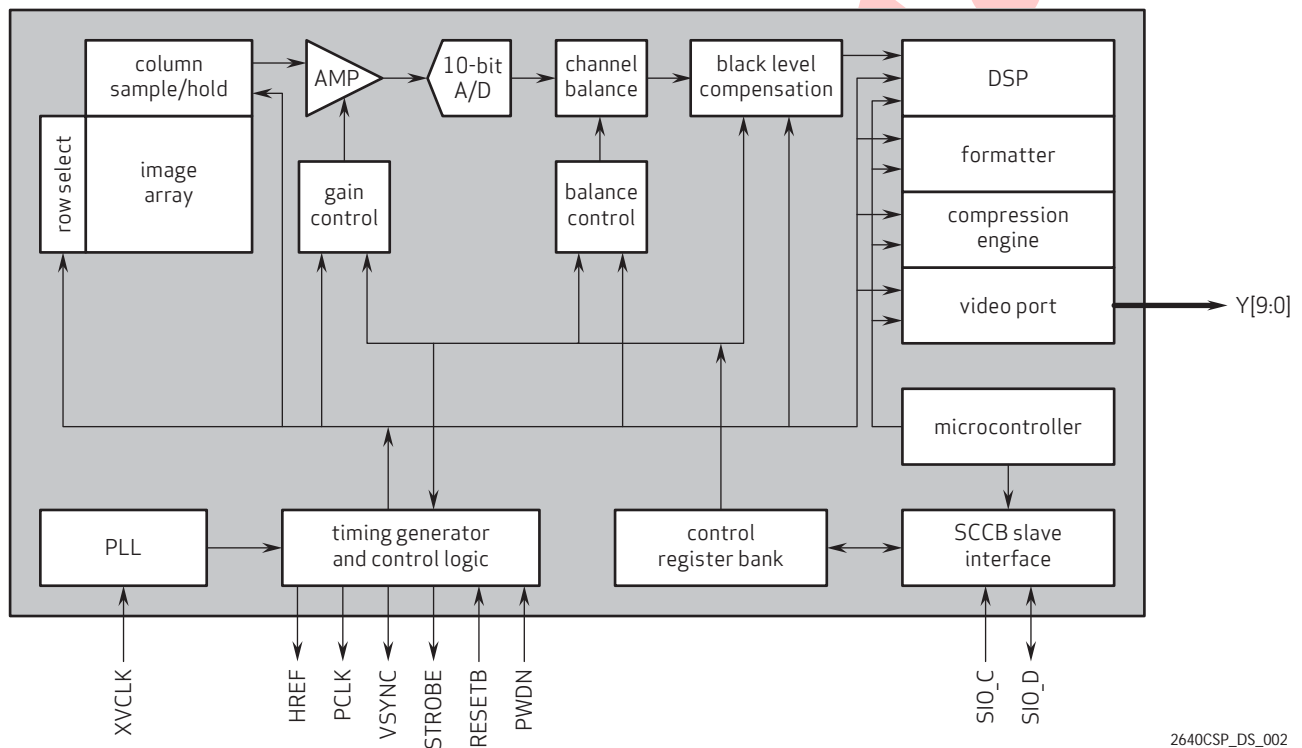 column
sample/hold
AMP
10-bit
A/D
channel
balance
black level
compensation
DSP
row select
image
array
gain
control
balance
control
formatter
compression
engine
video port
Y[9:0]
microcontroller
PLL
timing generator
and control logic
control
register bank
SCCB slave
interface
XVCLK
HREF
PCLK
VSYNC
STROBE
RESETB
PWDN
SIO_C
SIO_D
2640CSP_DS_002